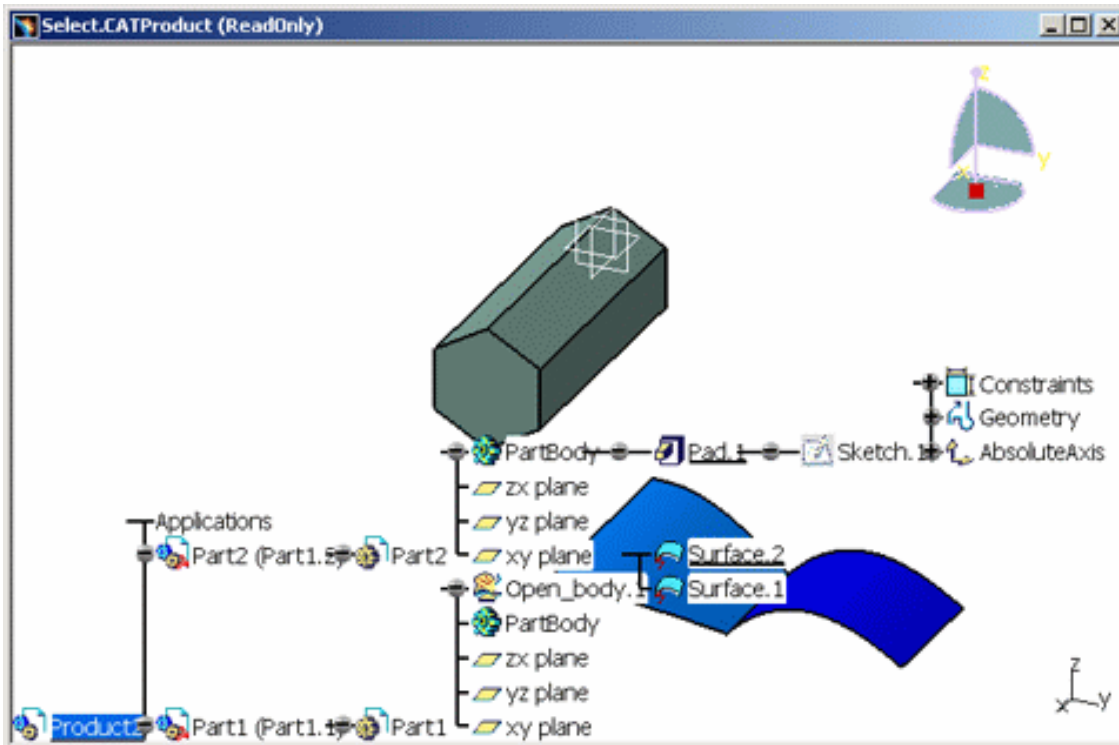 Select.CATProduct (ReadOnly)
z
y
x
Constraints
Geometry
PartBody Pad.1 Sketch.1 AbsoluteAxis
zx plane
Applications yz plane
Part2 (Part1.2) Part2 xy plane Surface.2
Open_body.1 Surface.1
PartBody
zx plane
yz plane
Product2 Part1 (Part1.1) Part1 xy plane
z
x y